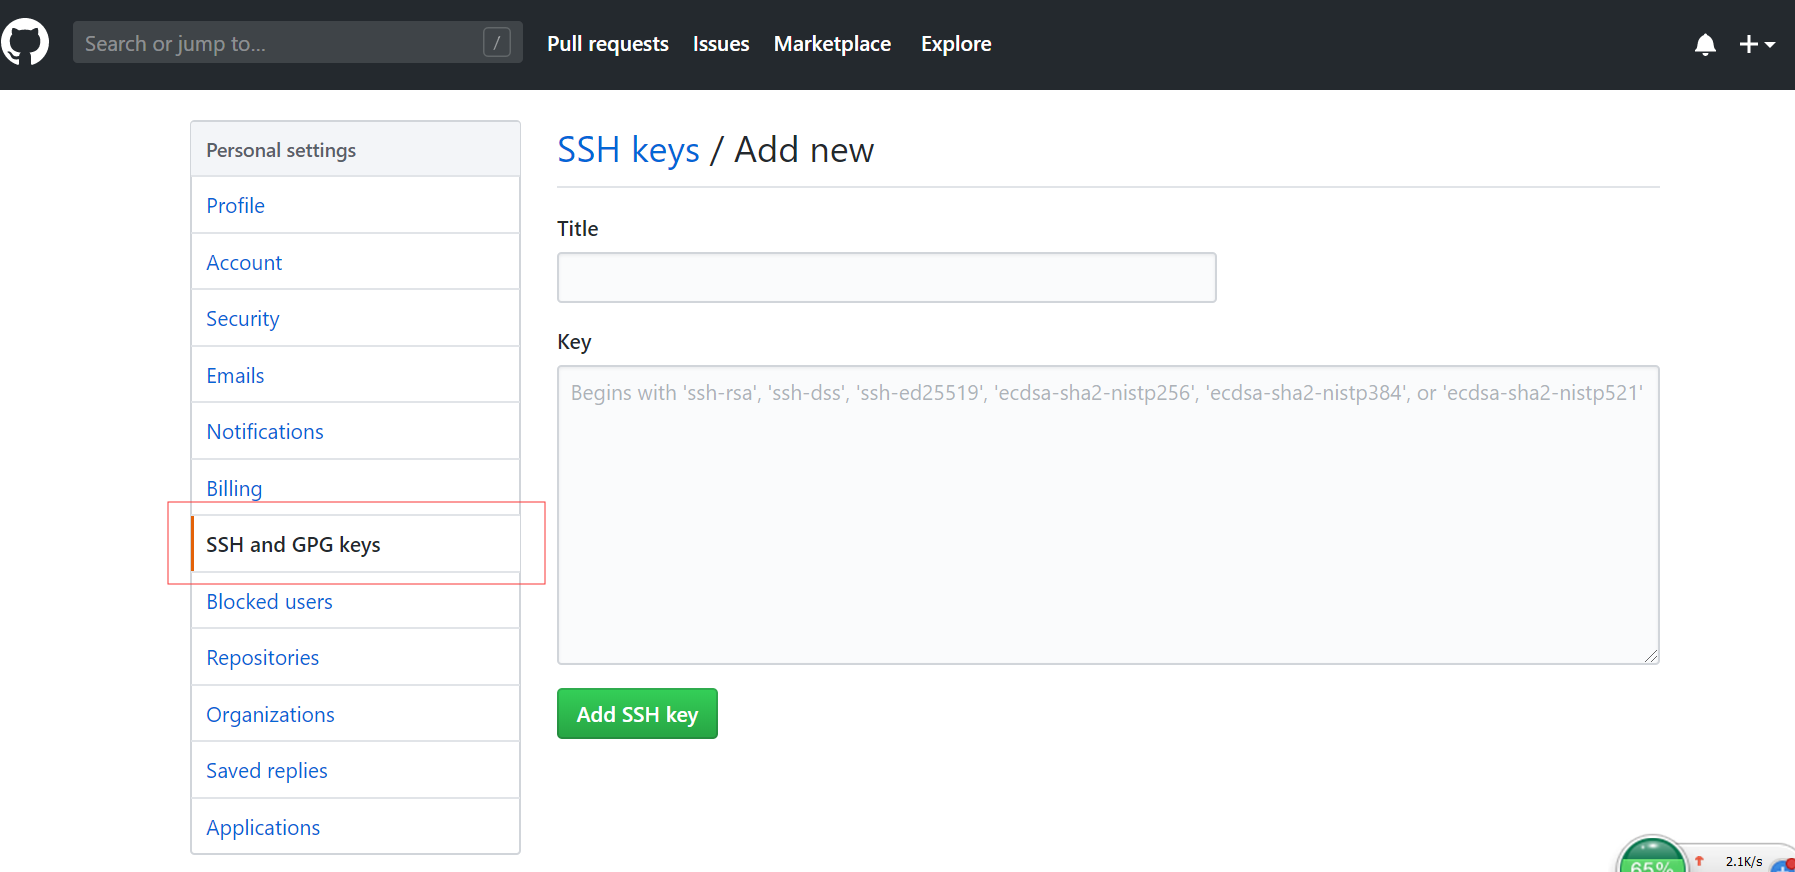 Search or jump to... /
Pull requests Issues Marketplace Explore
Personal settings
Profile
Account
Security
Emails
Notifications
Billing
SSH and GPG keys
Blocked users
Repositories
Organizations
Saved replies
Applications
SSH keys / Add new
Title
Key
Begins with 'ssh-rsa', 'ssh-dss', 'ssh-ed25519', 'ecdsa-sha2-nistp256', 'ecdsa-sha2-nistp384', or 'ecdsa-sha2-nistp521'
Add SSH key
65%
2.1K/s